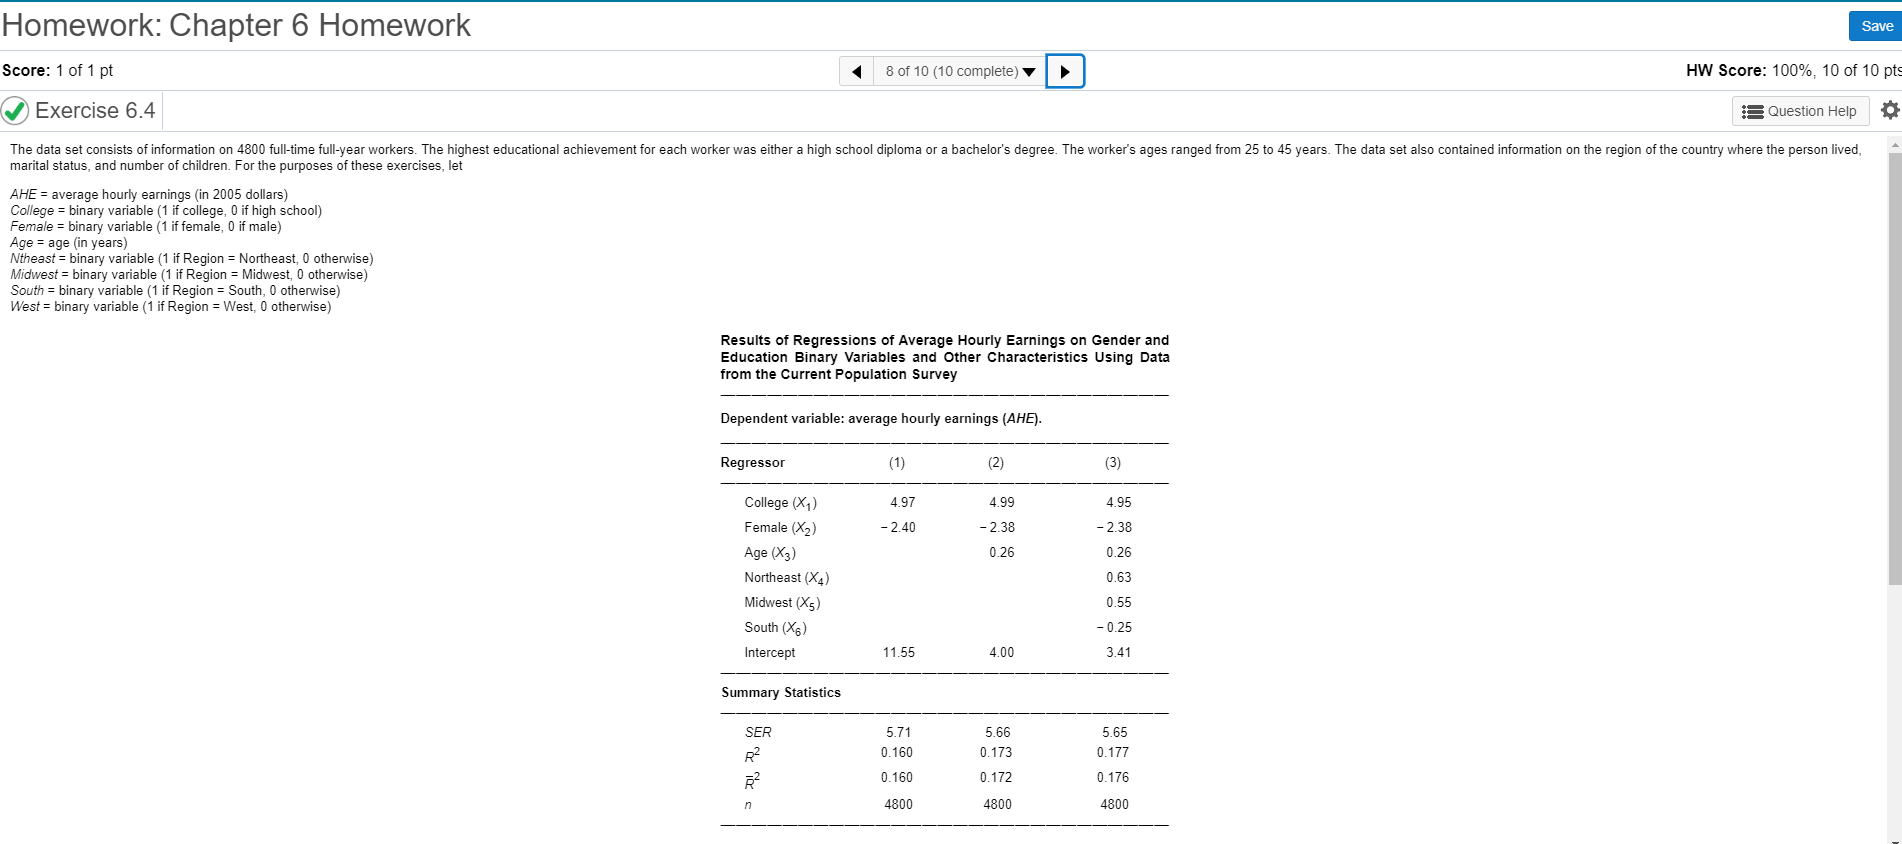 Homework: Chapter 6 Homework
Save
Score: 1 of 1 pt
8 of 10 (10 complete)
HW Score: 100%, 10 of 10 pts
Exercise 6.4
Question Help
The data set consists of information on 4800 full-time full-year workers. The highest educational achievement for each worker was either a high school diploma or a bachelor's degree. The worker's ages ranged from 25 to 45 years. The data set also contained information on the region of the country where the person lived,
marital status, and number of children. For the purposes of these exercises, let
AHE = average hourly earnings (in 2005 dollars)
College = binary variable (1 if college, 0 if high school)
Female = binary variable (1 if female, 0 if male)
Age = age (in years)
Ntheast = binary variable (1 if Region = Northeast, 0 otherwise)
Midwest = binary variable (1 if Region = Midwest, 0 otherwise)
South = binary variable (1 if Region = South, 0 otherwise)
West = binary variable (1 if Region = West, 0 otherwise)
Results of Regressions of Average Hourly Earnings on Gender and
Education Binary Variables and Other Characteristics Using Data
from the Current Population Survey
Dependent variable: average hourly earnings (AHE).
Regressor (1) (2) (3)
College (X₁) 4.97 4.99 4.95
Female (X₂) − 2.40 − 2.38 − 2.38
Age (X₃) 0.26 0.26
Northeast (X₄) 0.63
Midwest (X₅) 0.55
South (X₆) − 0.25
Intercept 11.55 4.00 3.41
Summary Statistics
SER 5.71 5.66 5.65
R² 0.160 0.173 0.177
R̅² 0.160 0.172 0.176
n 4800 4800 4800